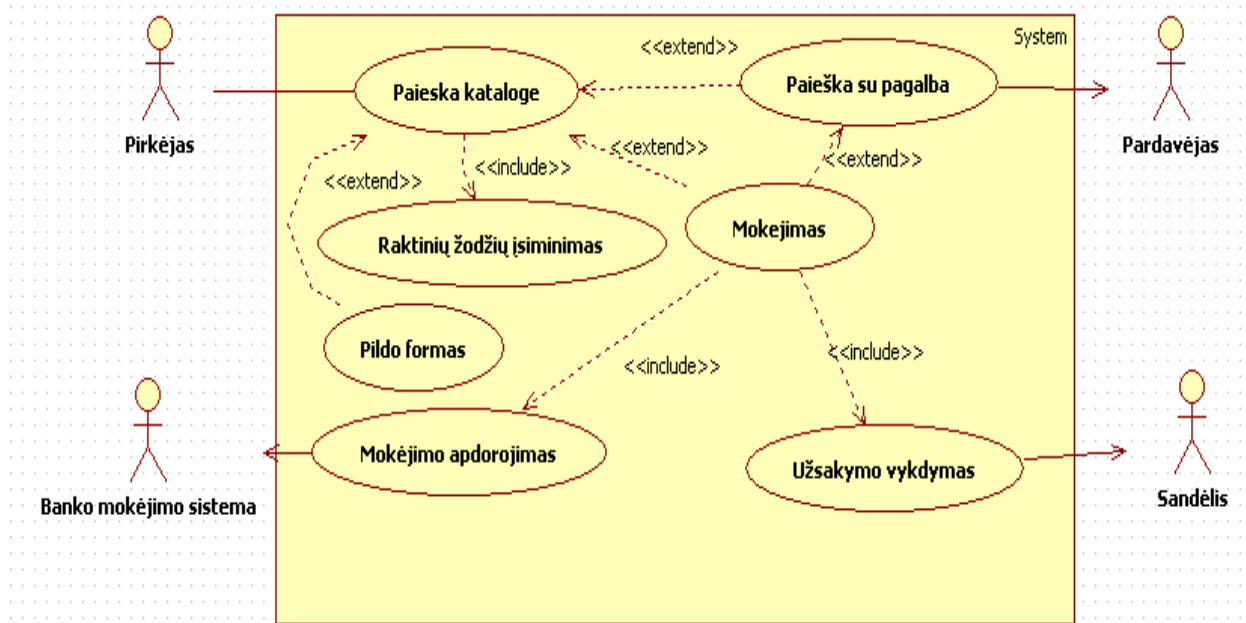 System
<<extend>>
Paieska kataloge
Paieška su pagalba
Pirkėjas
Pardavėjas
<<extend>>
<<include>>
<<extend>>
<<extend>>
Raktinių žodžių įsiminimas
Mokejimas
Pildo formas
<<include>>
<<include>>
Mokėjimo apdorojimas
Užsakymo vykdymas
Banko mokėjimo sistema
Sandėlis